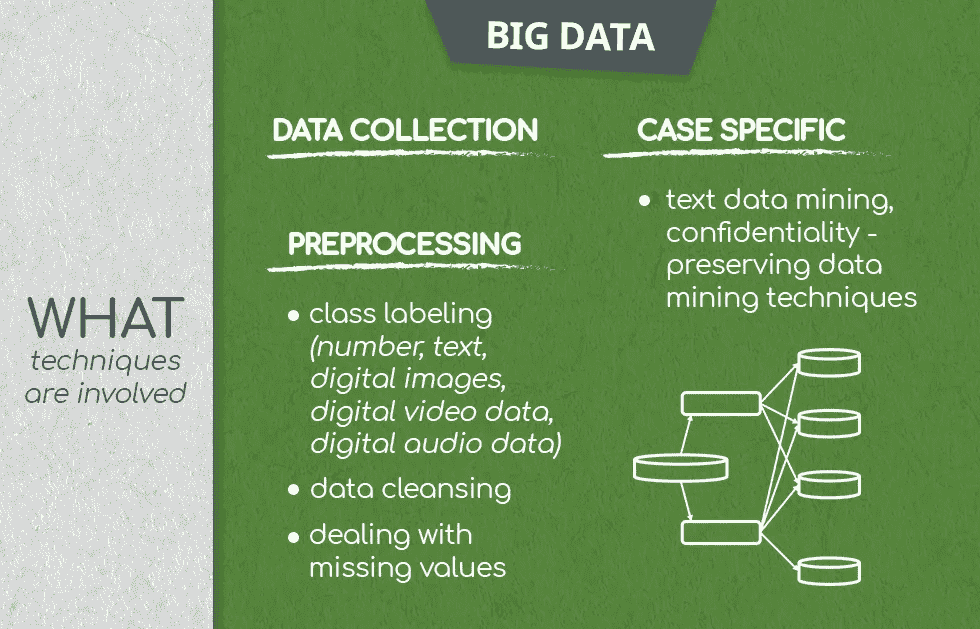 BIG DATA
WHAT
techniques
are involved
DATA COLLECTION
PREPROCESSING
class labeling
(number, text,
digital images,
digital video data,
digital audio data)
data cleansing
dealing with
missing values
CASE SPECIFIC
text data mining,
confidentiality -
preserving data
mining techniques